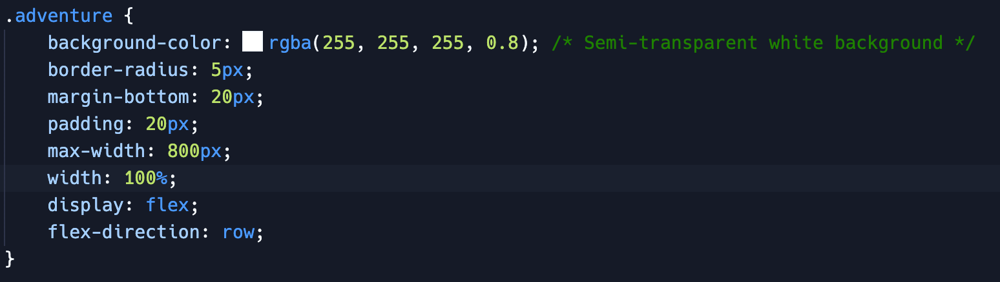 .adventure {
    background-color: rgba(255, 255, 255, 0.8); /* Semi-transparent white background */
    border-radius: 5px;
    margin-bottom: 20px;
    padding: 20px;
    max-width: 800px;
    width: 100%;
    display: flex;
    flex-direction: row;
}